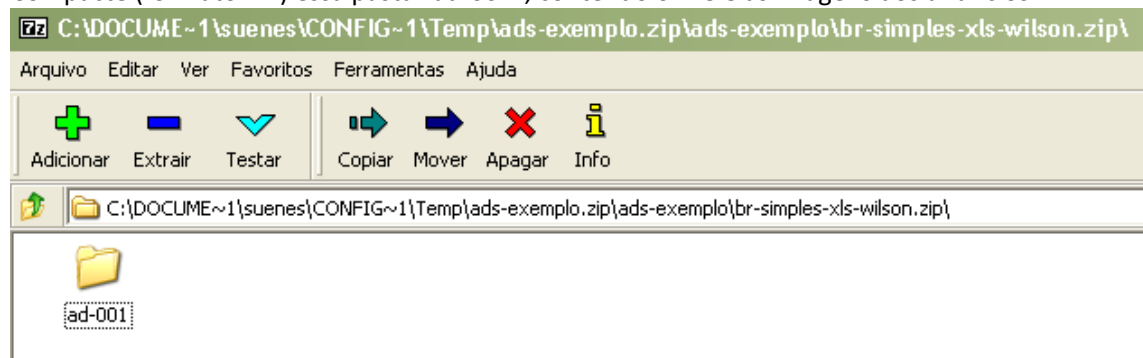 C:\DOCUME~1\suenes\CONFIG~1\Temp\ads-exemplo.zip\ads-exemplo\br-simples-xls-wilson.zip\
Arquivo Editar Ver Favoritos Ferramentas Ajuda
Adicionar Extrair Testar Copiar Mover Apagar Info
C:\DOCUME~1\suenes\CONFIG~1\Temp\ads-exemplo.zip\ads-exemplo\br-simples-xls-wilson.zip\
ad-001